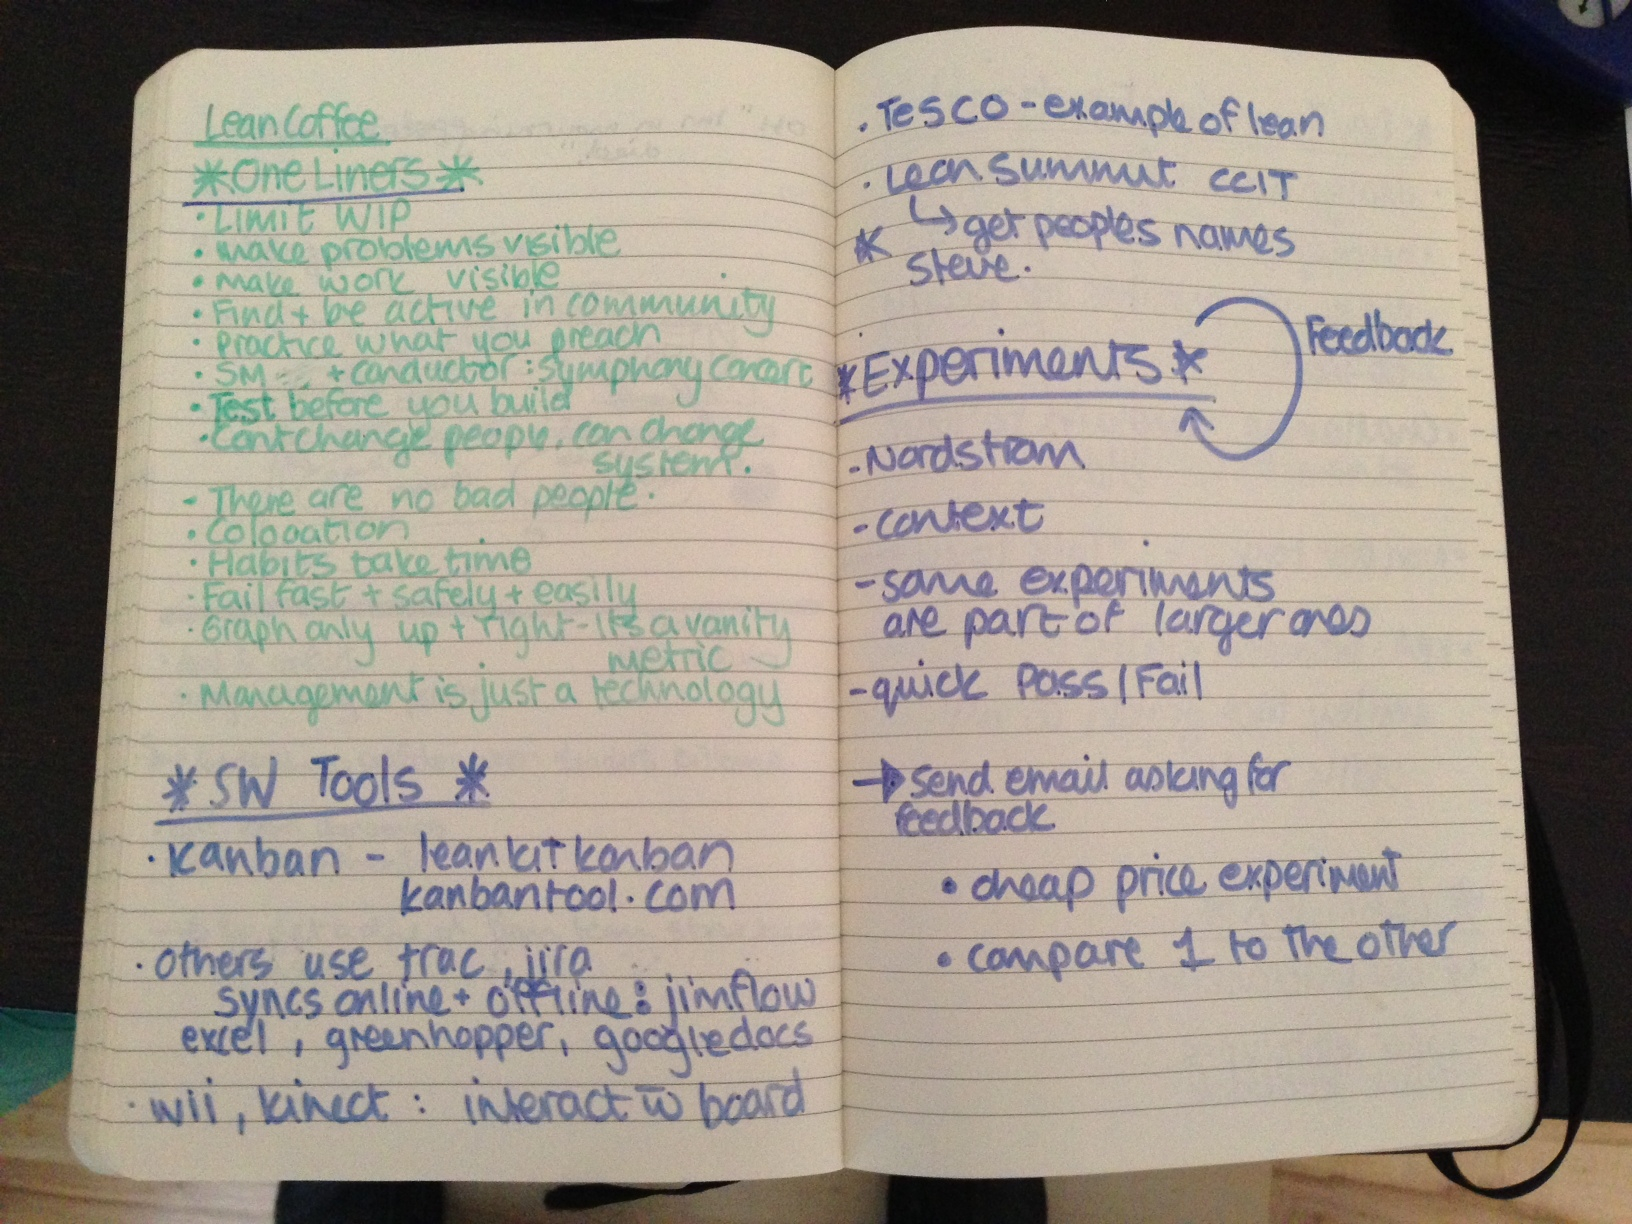 Lean Coffee
*One Liners*
• Limit WIP
• make problems visible
• make work visible
• Find + be active in community
• practice what you preach
• SM + conductor : symphony concert
• Test before you build
• Cant change people, can change
system.
- There are no bad people.
• Colocation
• Habits take time
• Fail fast + safely + easily
• Graph only up + right - its a vanity
metric
• Management is just a technology
*SW Tools*
• Kanban - leankit kanban
kanbantool.com
• others use trac, jira
syncs online + offline : jimflow
excel, greenhopper, googledocs
• wii, kinect : interact w board
• TESCO - example of lean
• Lean Summit CCIT
↳ get peoples names
* Steve.
Feedback
*Experiments*
- Nordstrom
- context
- some experiments
are part of larger ones
- quick Pass/Fail
→ send email asking for
feedback
• cheap price experiment
• compare 1 to the other